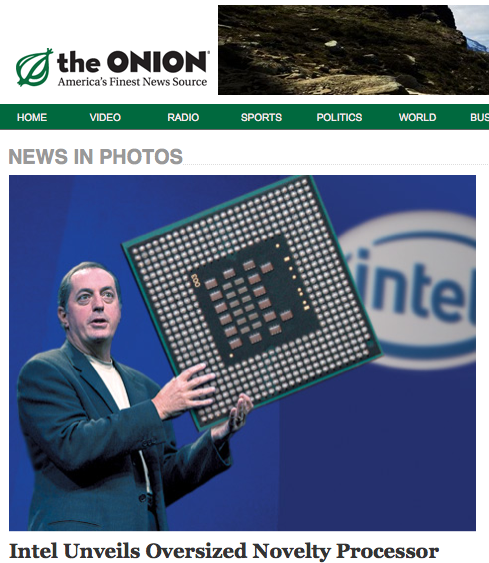 the ONION®
America's Finest News Source
HOME VIDEO RADIO SPORTS POLITICS WORLD BUS
NEWS IN PHOTOS
intel
Intel Unveils Oversized Novelty Processor